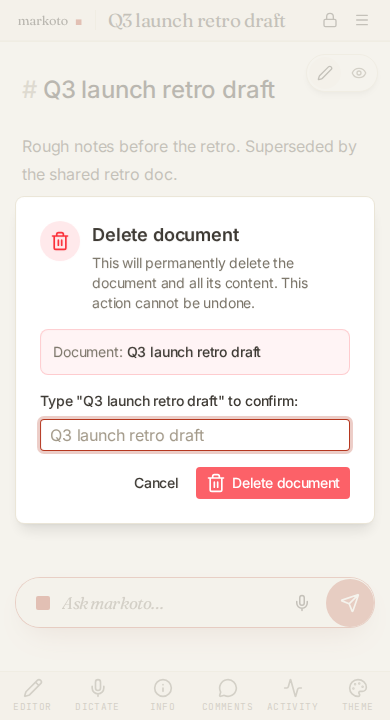 markoto
Q3 launch retro draft
# Q3 launch retro draft
Rough notes before the retro. Superseded by
the shared retro doc.
Delete document
This will permanently delete the
document and all its content. This
action cannot be undone.
Document: Q3 launch retro draft
Type "Q3 launch retro draft" to confirm:
Q3 launch retro draft
Cancel
Delete document
Ask markoto...
EDITOR
DICTATE
INFO
COMMENTS
ACTIVITY
THEME